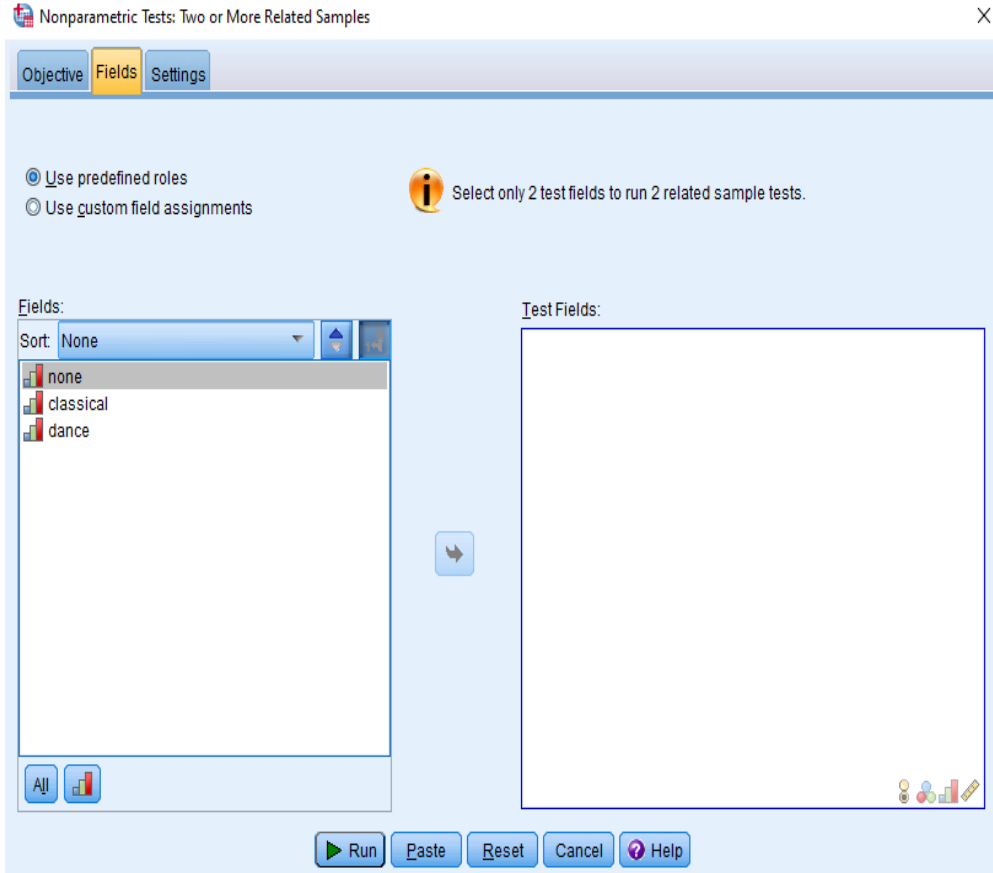 Nonparametric Tests: Two or More Related Samples
X
Objective Fields Settings
Use predefined roles
Use custom field assignments
Select only 2 test fields to run 2 related sample tests.
Fields:
Sort: None
none
classical
dance
All
Test Fields:
Run Paste Reset Cancel Help